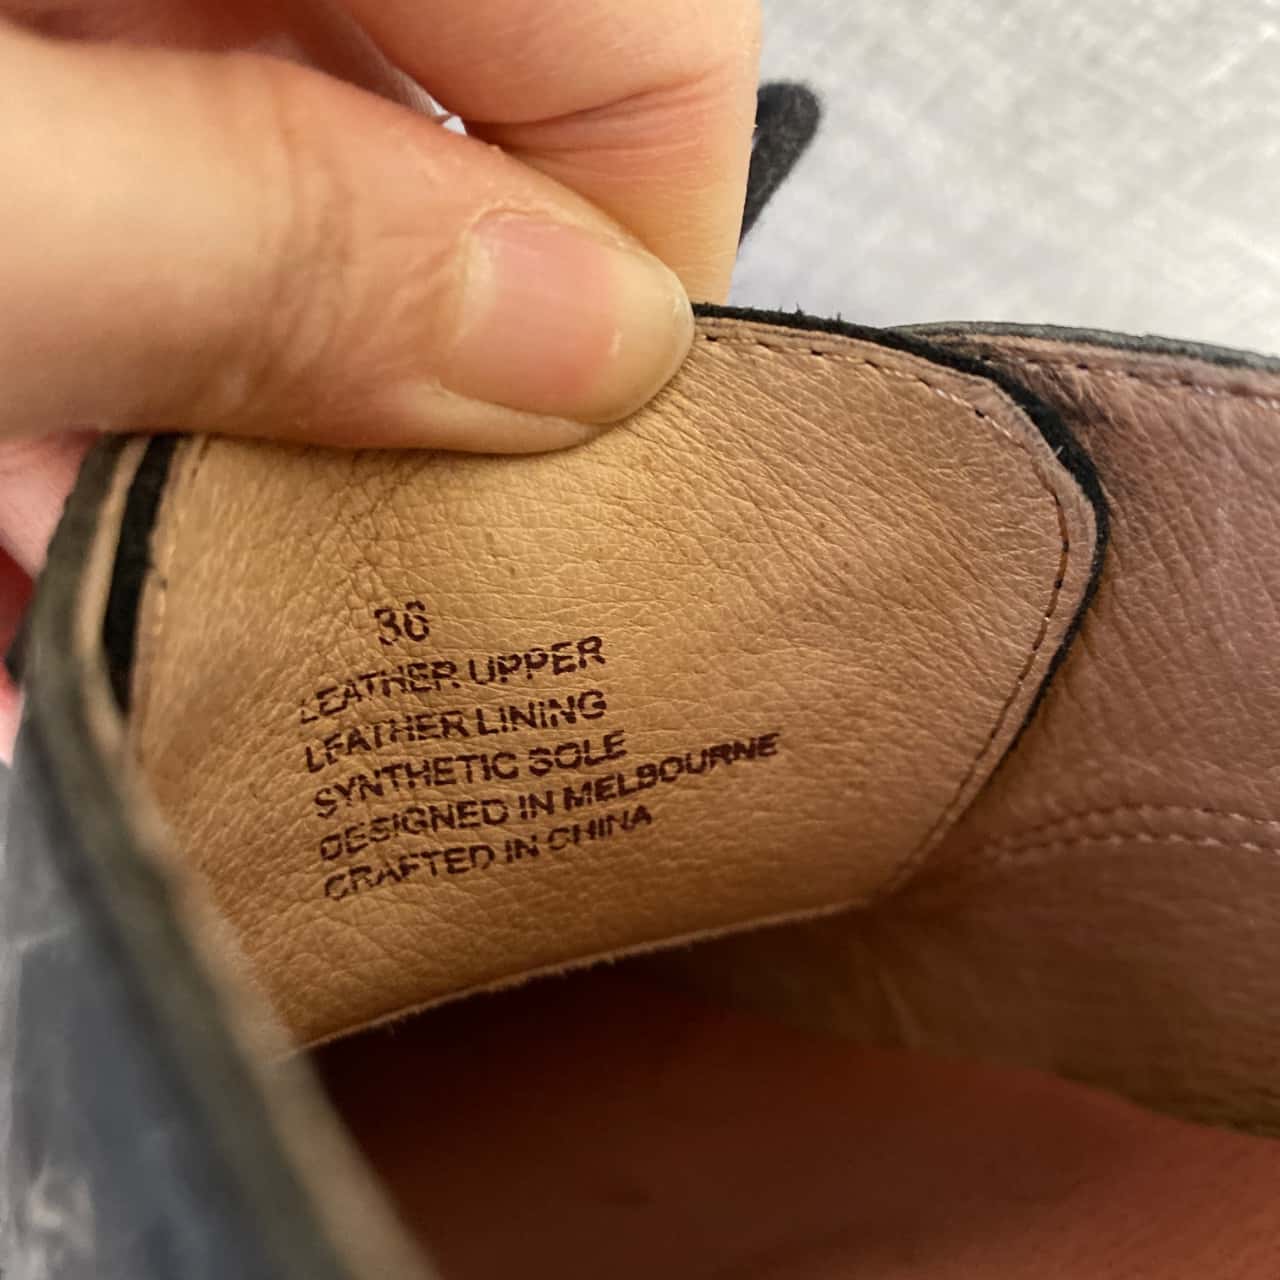 36
LEATHER UPPER
LEATHER LINING
SYNTHETIC SOLE
DESIGNED IN MELBOURNE
CRAFTED IN CHINA